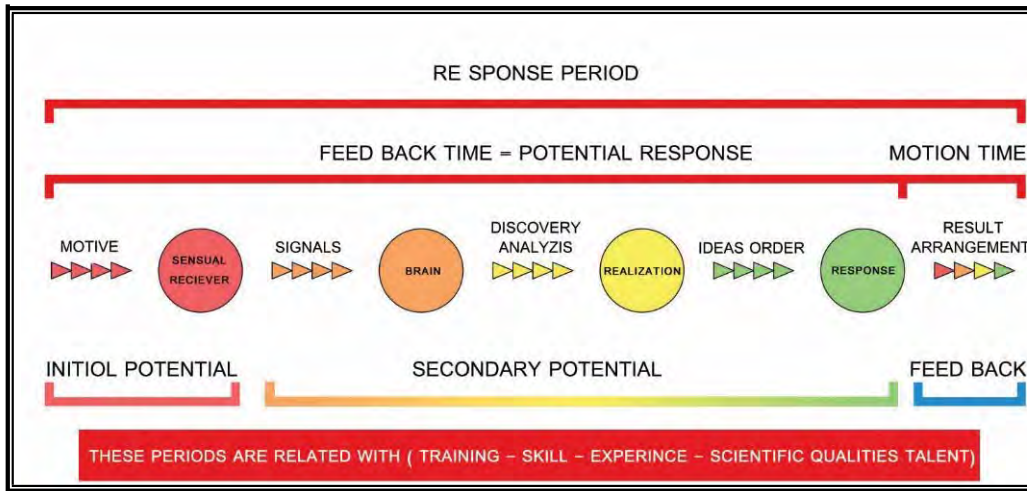 RE SPONSE PERIOD
FEED BACK TIME = POTENTIAL RESPONSE
MOTION TIME
MOTIVE
SENSUAL
RECIEVER
SIGNALS
BRAIN
DISCOVERY
ANALYZIS
REALIZATION
IDEAS ORDER
RESPONSE
RESULT
ARRANGEMENT
INITIOL POTENTIAL
SECONDARY POTENTIAL
FEED BACK
THESE PERIODS ARE RELATED WITH ( TRAINING – SKILL – EXPERINCE – SCIENTIFIC QUALITIES TALENT)